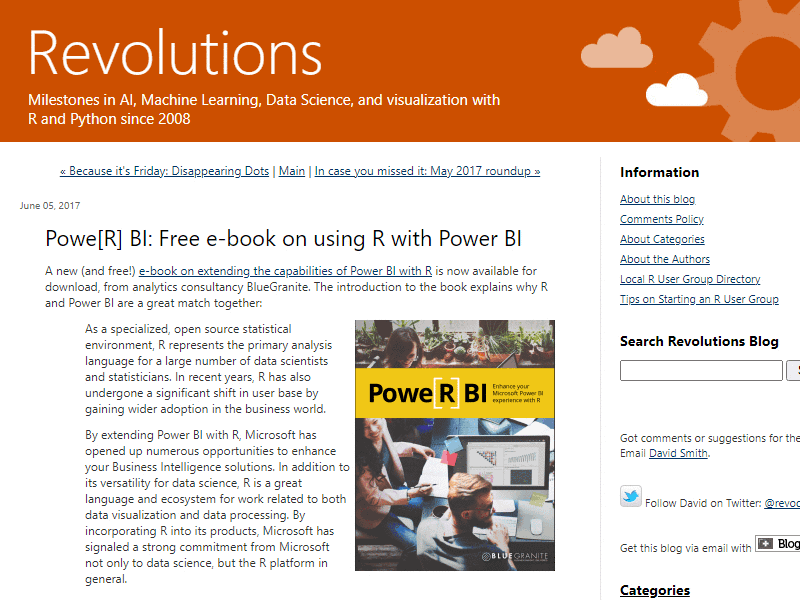 Revolutions
Milestones in AI, Machine Learning, Data Science, and visualization with
R and Python since 2008
« Because it's Friday: Disappearing Dots | Main | In case you missed it: May 2017 roundup »
June 05, 2017
Powe[R] BI: Free e-book on using R with Power BI
A new (and free!) e-book on extending the capabilities of Power BI with R is now available for
download, from analytics consultancy BlueGranite. The introduction to the book explains why R
and Power BI are a great match together:
As a specialized, open source statistical
environment, R represents the primary analysis
language for a large number of data scientists
and statisticians. In recent years, R has also
undergone a significant shift in user base by
gaining wider adoption in the business world.
By extending Power BI with R, Microsoft has
opened up numerous opportunities to enhance
your Business Intelligence solutions. In addition to
its versatility for data science, R is a great
language and ecosystem for work related to both
data visualization and data processing. By
incorporating R into its products, Microsoft has
signaled a strong commitment from Microsoft
not only to data science, but the R platform in
general.
Powe[R] BI
Enhance your
Microsoft Power BI
experience with R
BLUEGRANITE
Information
About this blog
Comments Policy
About Categories
About the Authors
Local R User Group Directory
Tips on Starting an R User Group
Search Revolutions Blog
Got comments or suggestions for the
Email David Smith.
Follow David on Twitter: @revo
Get this blog via email with
Blog
Categories